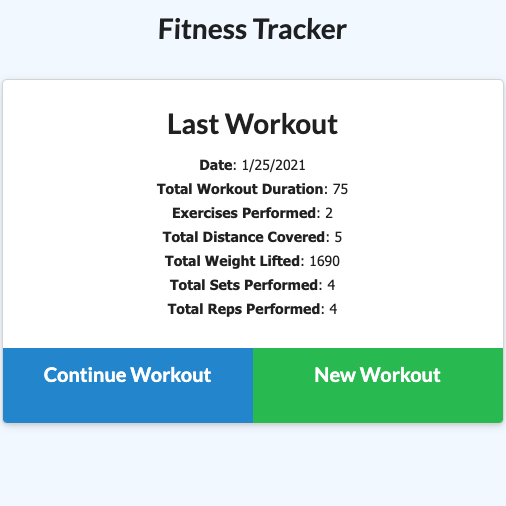 Fitness Tracker
Last Workout
Date: 1/25/2021
Total Workout Duration: 75
Exercises Performed: 2
Total Distance Covered: 5
Total Weight Lifted: 1690
Total Sets Performed: 4
Total Reps Performed: 4
Continue Workout
New Workout